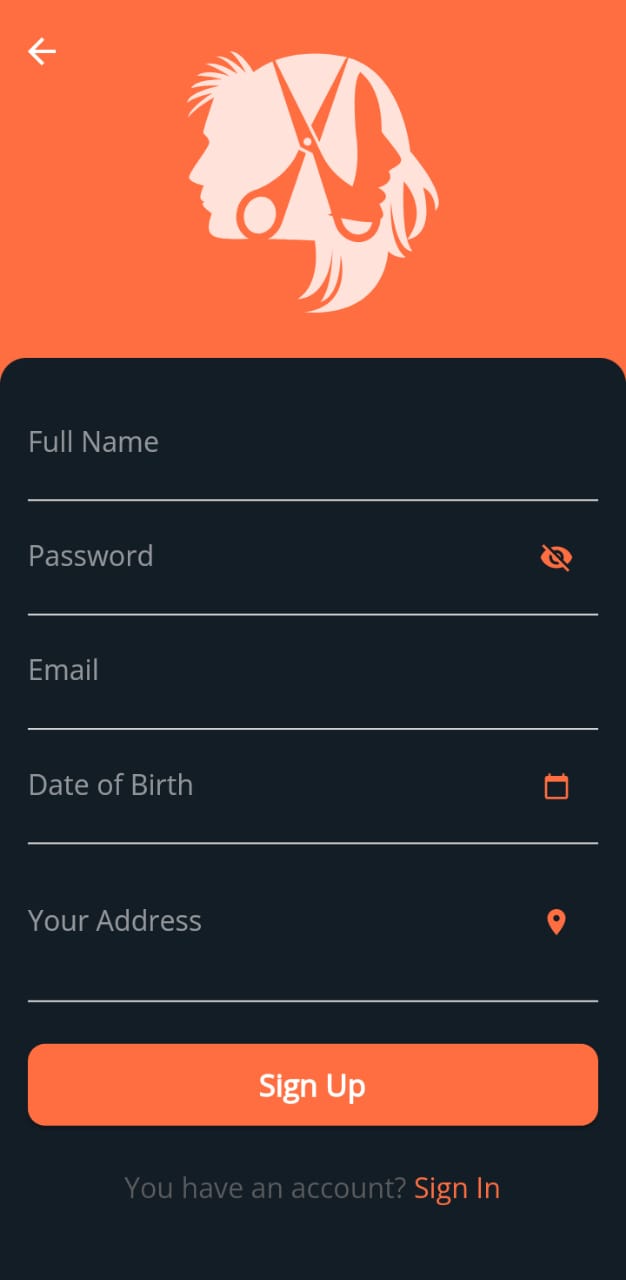 Full Name
Password
Email
Date of Birth
Your Address
Sign Up
You have an account? Sign In